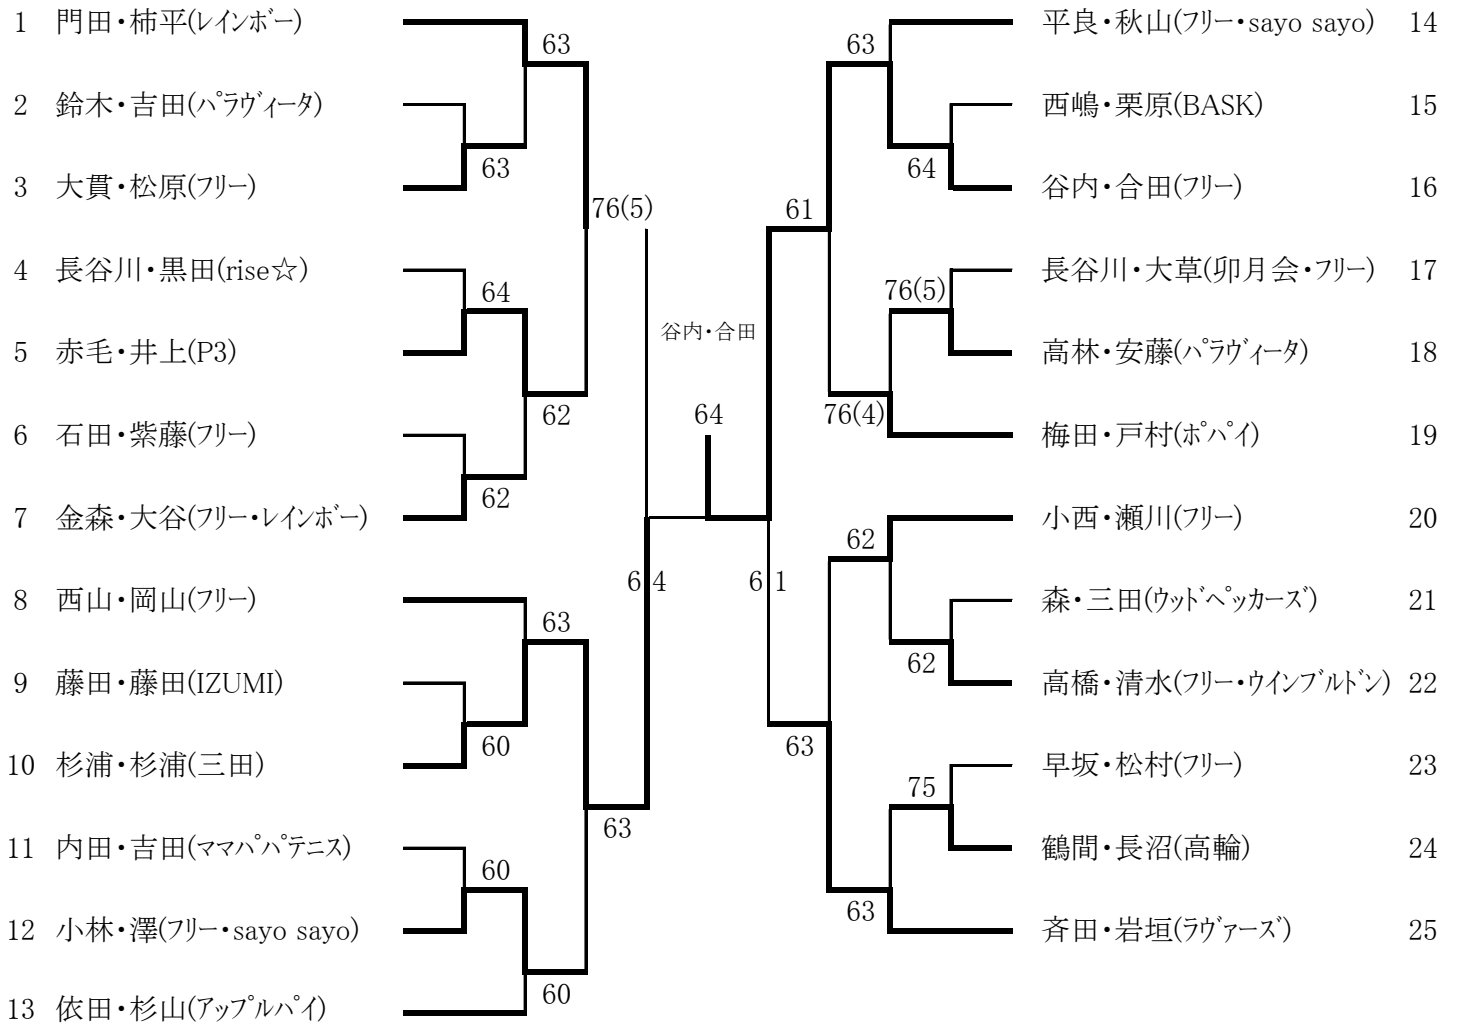 1 門田・柿平(ﾚｲﾝﾎﾞｰ)
63
2 鈴木・吉田(ﾊﾟﾗｳﾞｨｰﾀ)
63
3 大貫・松原(ﾌﾘｰ)
76(5)
4 長谷川・黒田(rise☆)
64
5 赤毛・井上(P3)
62
6 石田・紫藤(ﾌﾘｰ)
62
7 金森・大谷(ﾌﾘｰ・ﾚｲﾝﾎﾞｰ)
64
8 西山・岡山(ﾌﾘｰ)
63
9 藤田・藤田(IZUMI)
60
10 杉浦・杉浦(三田)
63
11 内田・吉田(ママﾊﾟﾊﾟﾃニス)
60
12 小林・澤(ﾌﾘｰ・sayo sayo)
60
13 依田・杉山(ｱｯﾌﾟﾙﾊﾟｲ)
谷内・合田
64
平良・秋山(フリー・sayo sayo) 14
63
西嶋・栗原(BASK) 15
64
谷内・合田(ﾌﾘｰ) 16
61
長谷川・大草(卯月会・フリー) 17
76(5)
高林・安藤(ﾊﾟﾗｳﾞｨｰﾀ) 18
76(4)
梅田・戸村(ﾎﾟﾊﾟｲ) 19
小西・瀬川(ﾌﾘｰ) 20
62
61
森・三田(ｳｯﾄﾞﾍﾟｯカーズ) 21
62
高橋・清水(ﾌﾘｰ・ｳｲﾝﾌﾞﾙﾄﾞﾝ) 22
63
早坂・松村(ﾌﾘｰ) 23
75
鶴間・長沼(高輪) 24
63
斉田・岩垣(ﾗｳﾞｧｰｽﾞ) 25